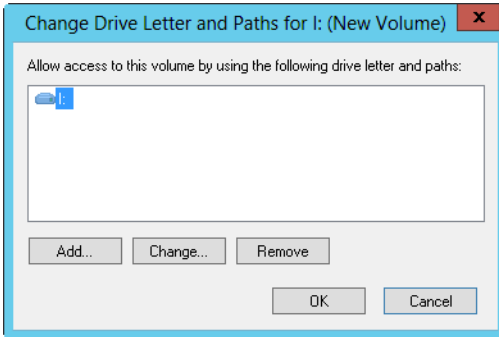 Change Drive Letter and Paths for I: (New Volume)
x
Allow access to this volume by using the following drive letter and paths:
I:
Add...
Change...
Remove
OK
Cancel